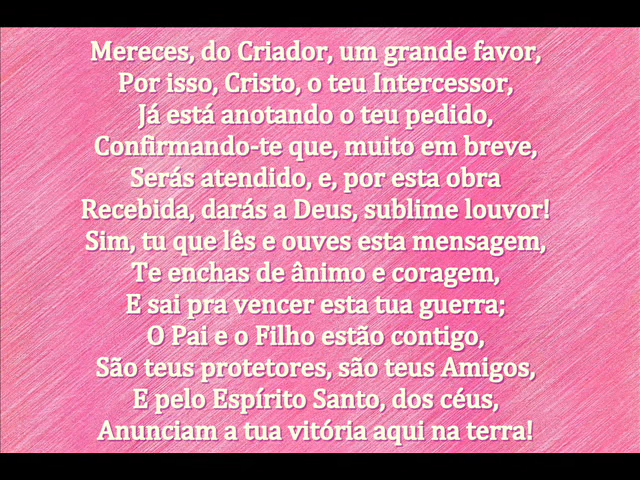 Mereces, do Criador, um grande favor,
Por isso, Cristo, o teu Intercessor,
Já está anotando o teu pedido,
Confirmando-te que, muito em breve,
Serás atendido, e, por esta obra
Recebida, darás a Deus, sublime louvor!
Sim, tu que lês e ouves esta mensagem,
Te enchas de ânimo e coragem,
E sai pra vencer esta tua guerra;
O Pai e o Filho estão contigo,
São teus protetores, são teus Amigos,
E pelo Espírito Santo, dos céus,
Anunciam a tua vitória aqui na terra!